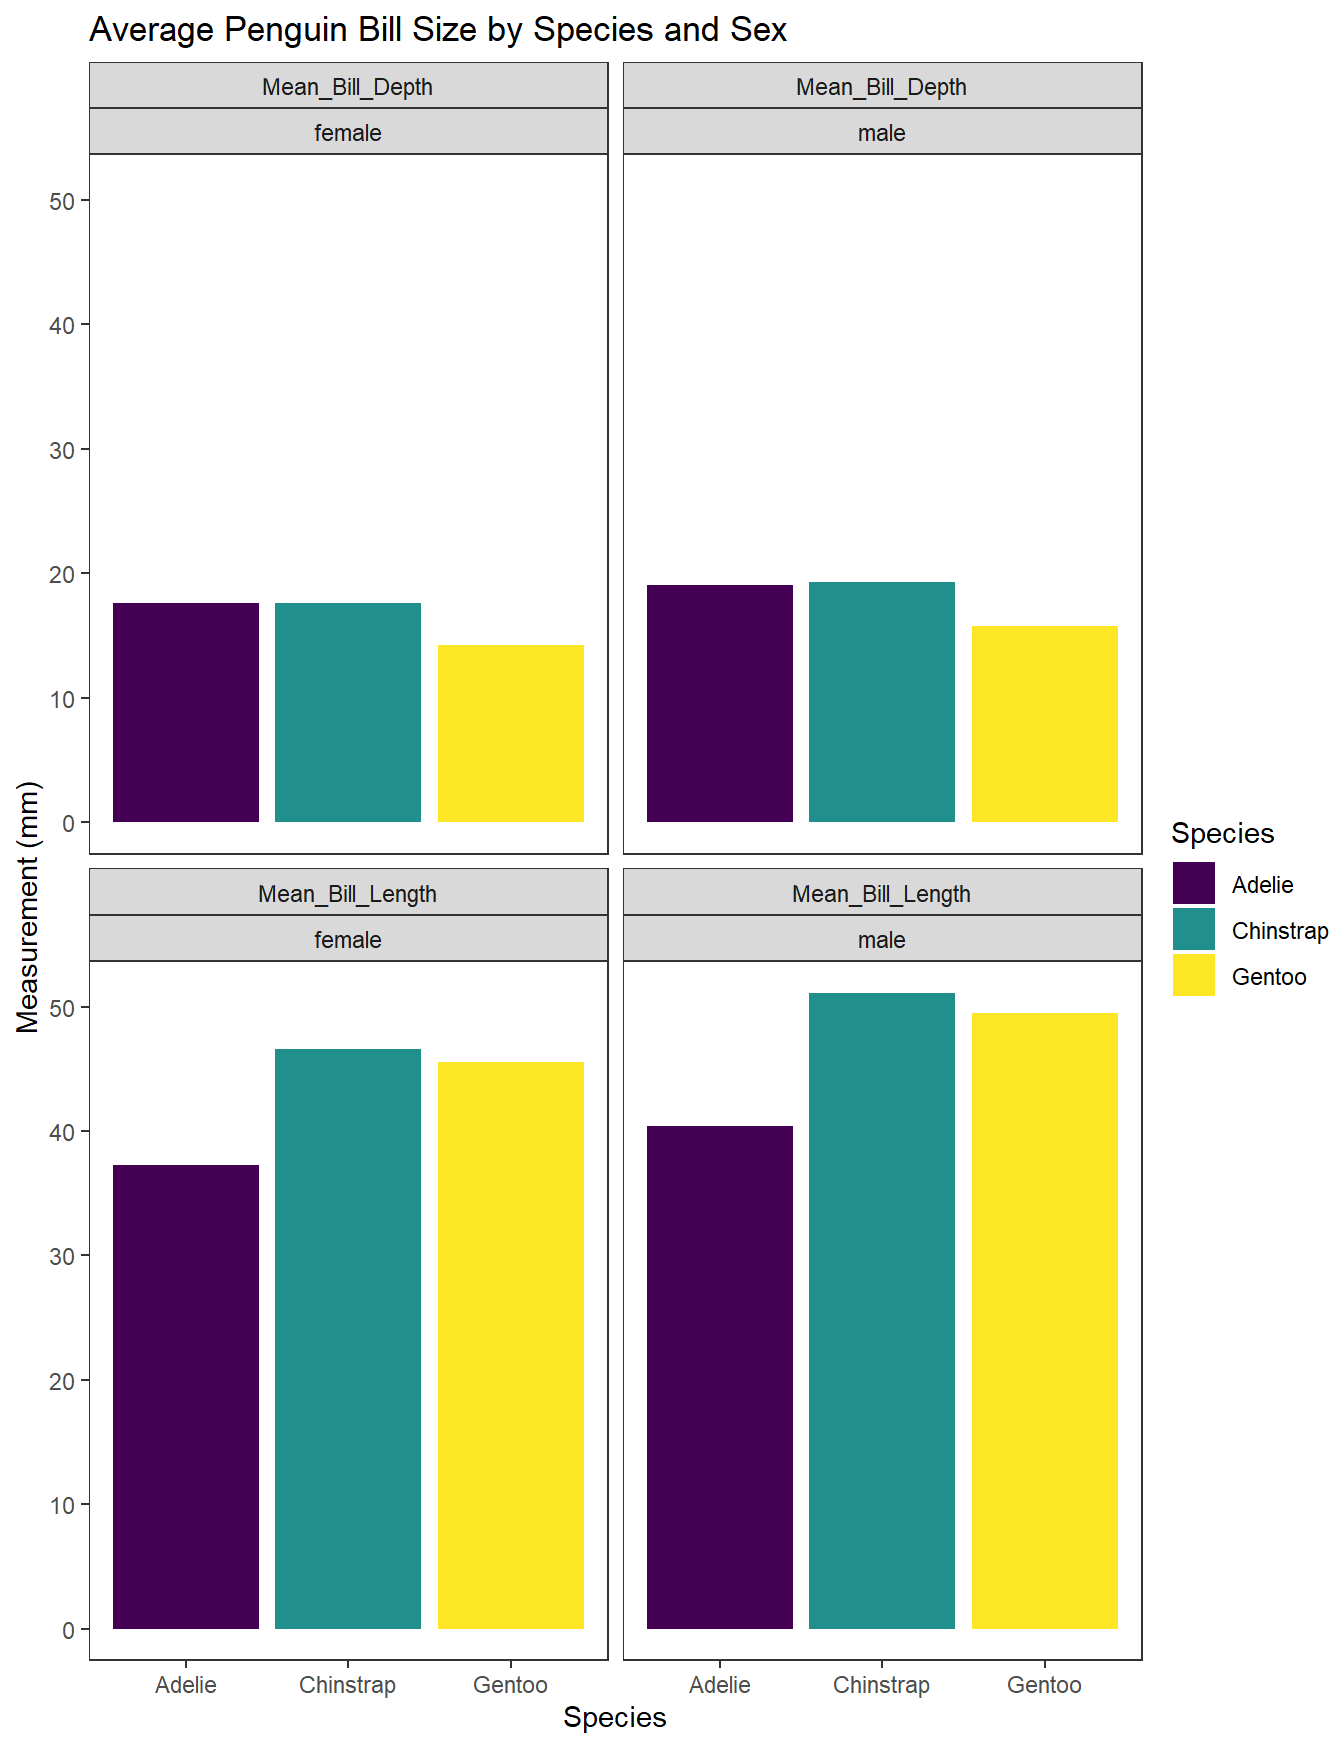 Average Penguin Bill Size by Species and Sex
Mean_Bill_Depth
female
Mean_Bill_Depth
male
50
40
30
20
10
0
Mean_Bill_Length
female
Mean_Bill_Length
male
50
40
30
20
10
0
Adelie Chinstrap Gentoo
Adelie Chinstrap Gentoo
Species
Measurement (mm)
Species
Adelie
Chinstrap
Gentoo